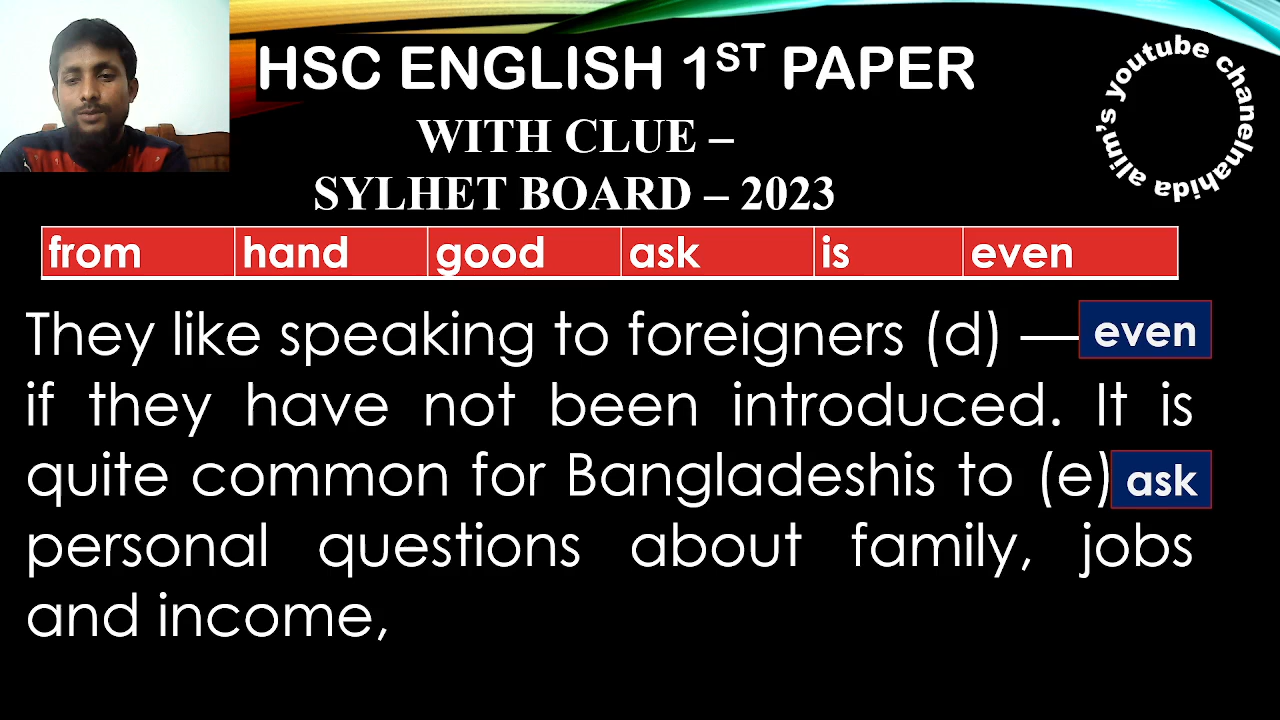 HSC ENGLISH 1ST PAPER
WITH CLUE –
SYLHET BOARD – 2023
alim's youtube chanelnahida
from hand good ask is even
They like speaking to foreigners (d) — even
if they have not been introduced. It is
quite common for Bangladeshis to (e) ask
personal questions about family, jobs
and income,